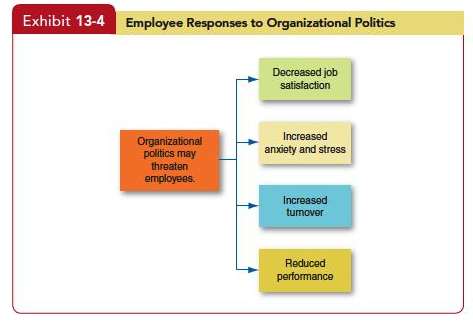 Exhibit 13-4 Employee Responses to Organizational Politics
Organizational
politics may
threaten
employees.
Decreased job
satisfaction
Increased
anxiety and stress
Increased
turnover
Reduced
performance